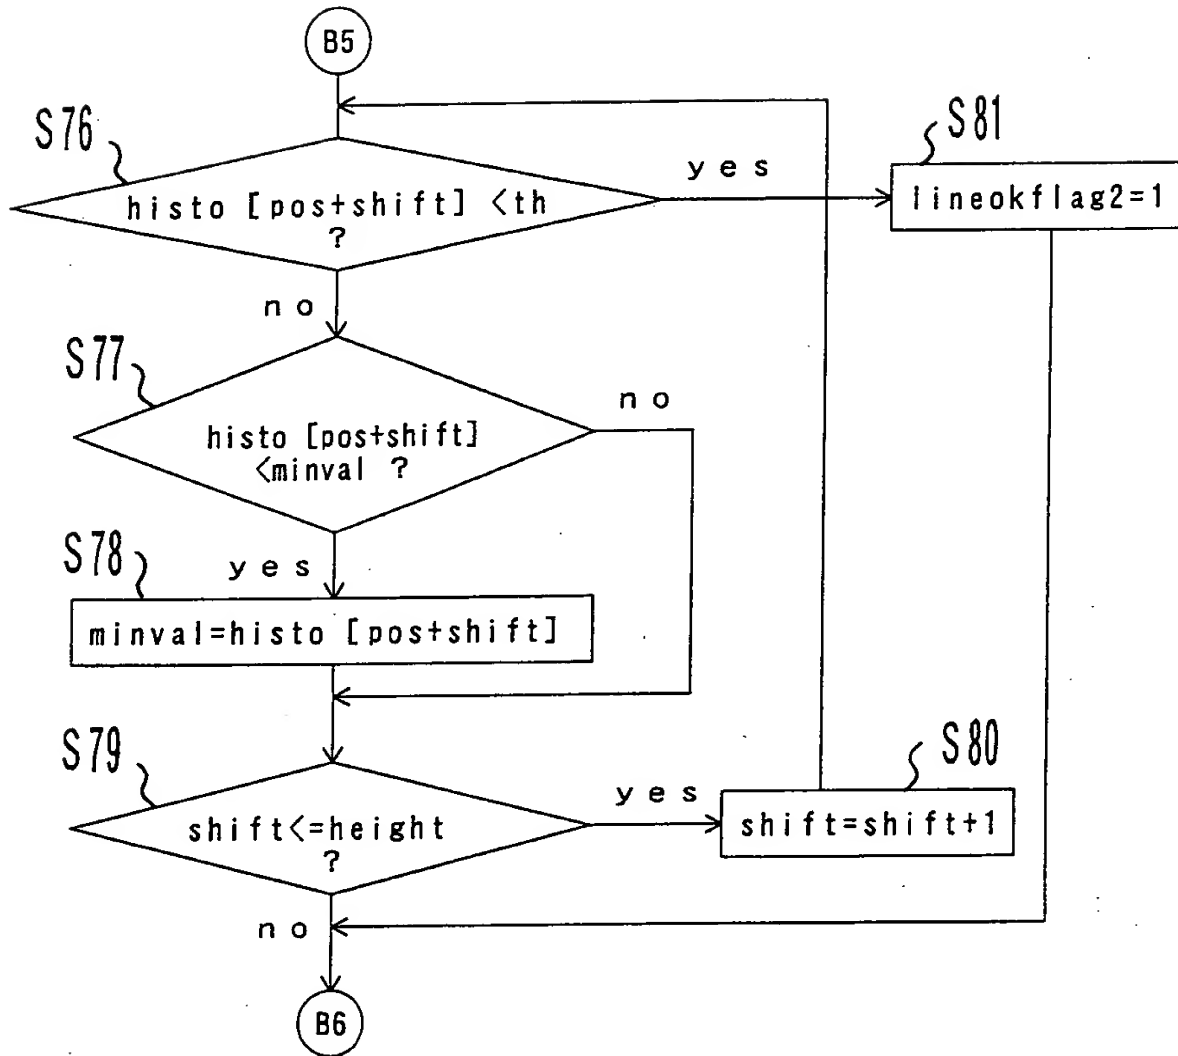 B5
S76
yes
S81
histo [pos+shift] <th
?
lineokflag2=1
no
S77
no
histo [pos+shift]
<minval ?
S78
yes
minval=histo [pos+shift]
S79
S80
yes
shift<=height
?
shift=shift+1
no
B6